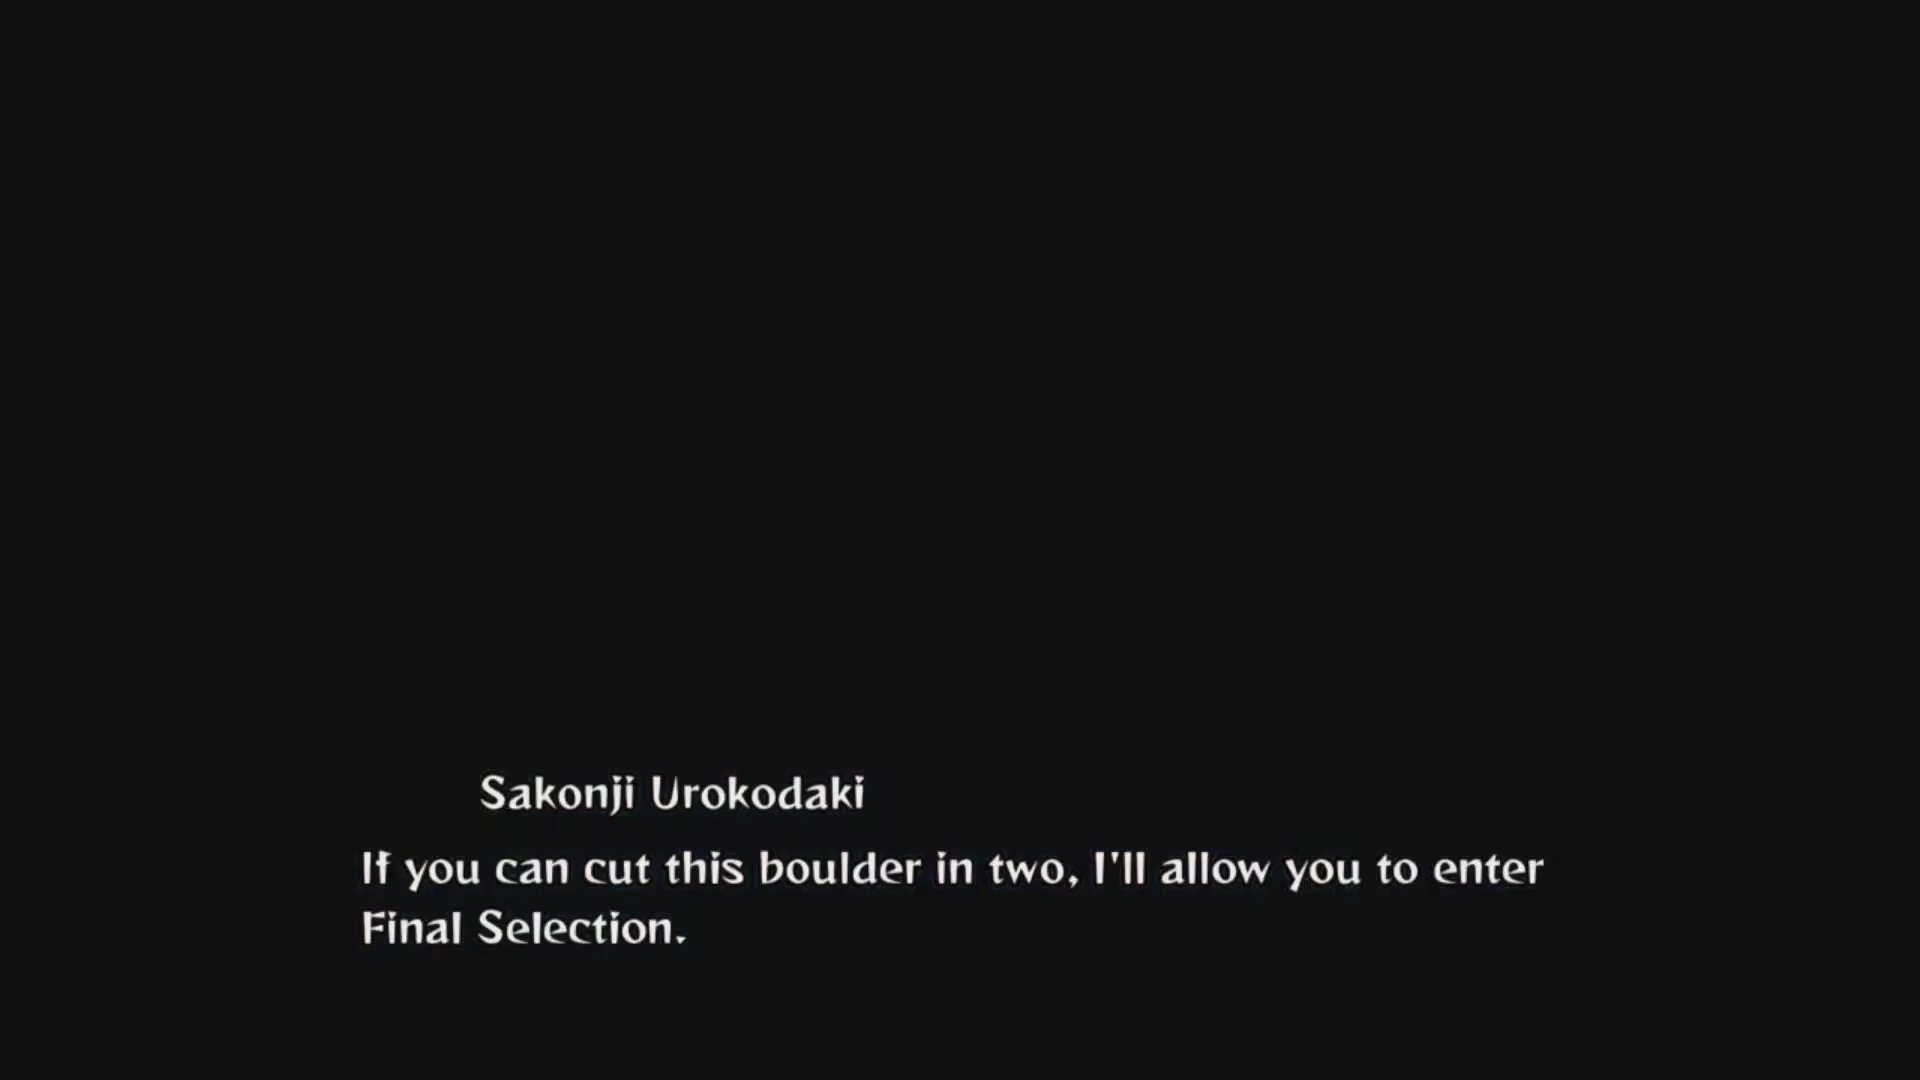 Sakonji Urokodaki
If you can cut this boulder in two, I'll allow you to enter
Final Selection.